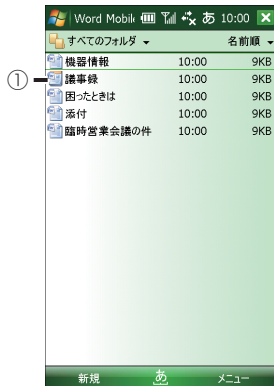 Word Mobile あ 10:00
すべてのフォルダ 名前順
機器情報 10:00 9KB
① 議事録 10:00 9KB
困ったときは 10:00 9KB
添付 10:00 9KB
臨時営業会議の件 10:00 9KB
新規 あ メニュー